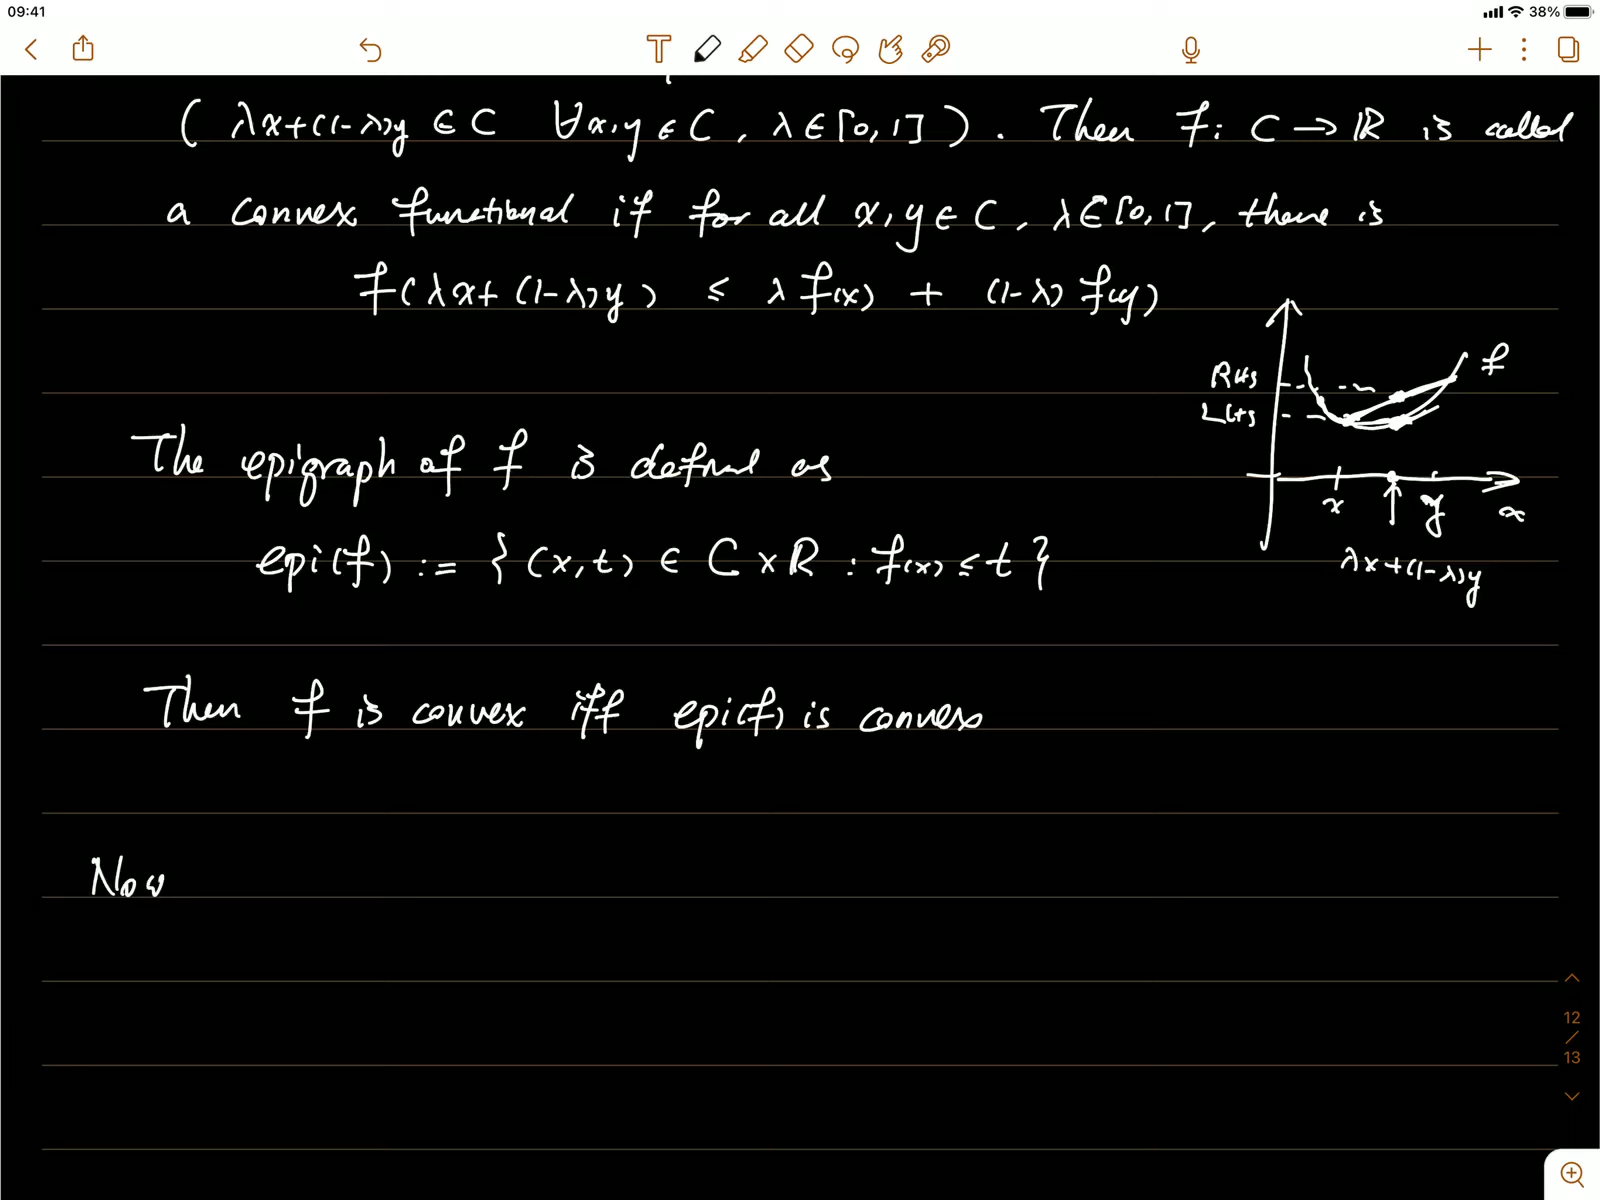 09:41
38%
T
( λx+(1-λ)y ∈ C ∀x,y ∈ C, λ∈[0,1] ). Then f: C → ℝ is called
a convex functional if for all x,y ∈ C, λ∈[0,1], there is
f(λx+(1-λ)y) ≤ λ f(x) + (1-λ) f(y)
f
RHS
LHS
x y x
λx+(1-λ)y
The epigraph of f is defined as
epi(f) := { (x,t) ∈ C × ℝ : f(x) ≤ t }
Then f is convex iff epi(f) is convex
Now
12
/
13